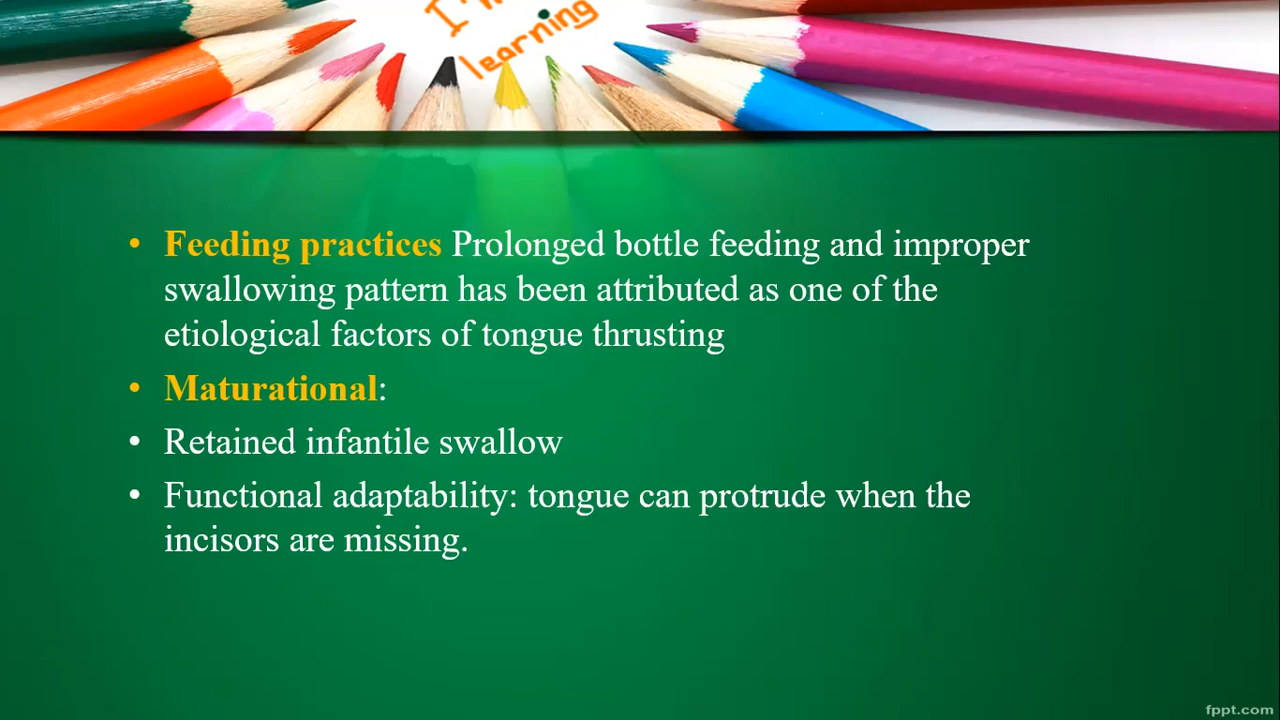 I'm
learning
• Feeding practices Prolonged bottle feeding and improper
swallowing pattern has been attributed as one of the
etiological factors of tongue thrusting
• Maturational:
• Retained infantile swallow
• Functional adaptability: tongue can protrude when the
incisors are missing.
fppt.com